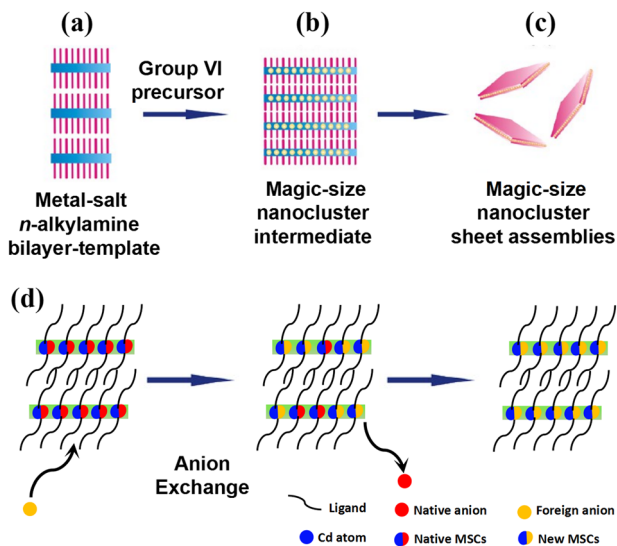 (a)
(b)
(c)
Group VI
precursor
Metal-salt
n-alkylamine
bilayer-template
Magic-size
nanocluster
intermediate
Magic-size
nanocluster
sheet assemblies
(d)
Anion
Exchange
Ligand
Native anion
Foreign anion
Cd atom
Native MSCs
New MSCs